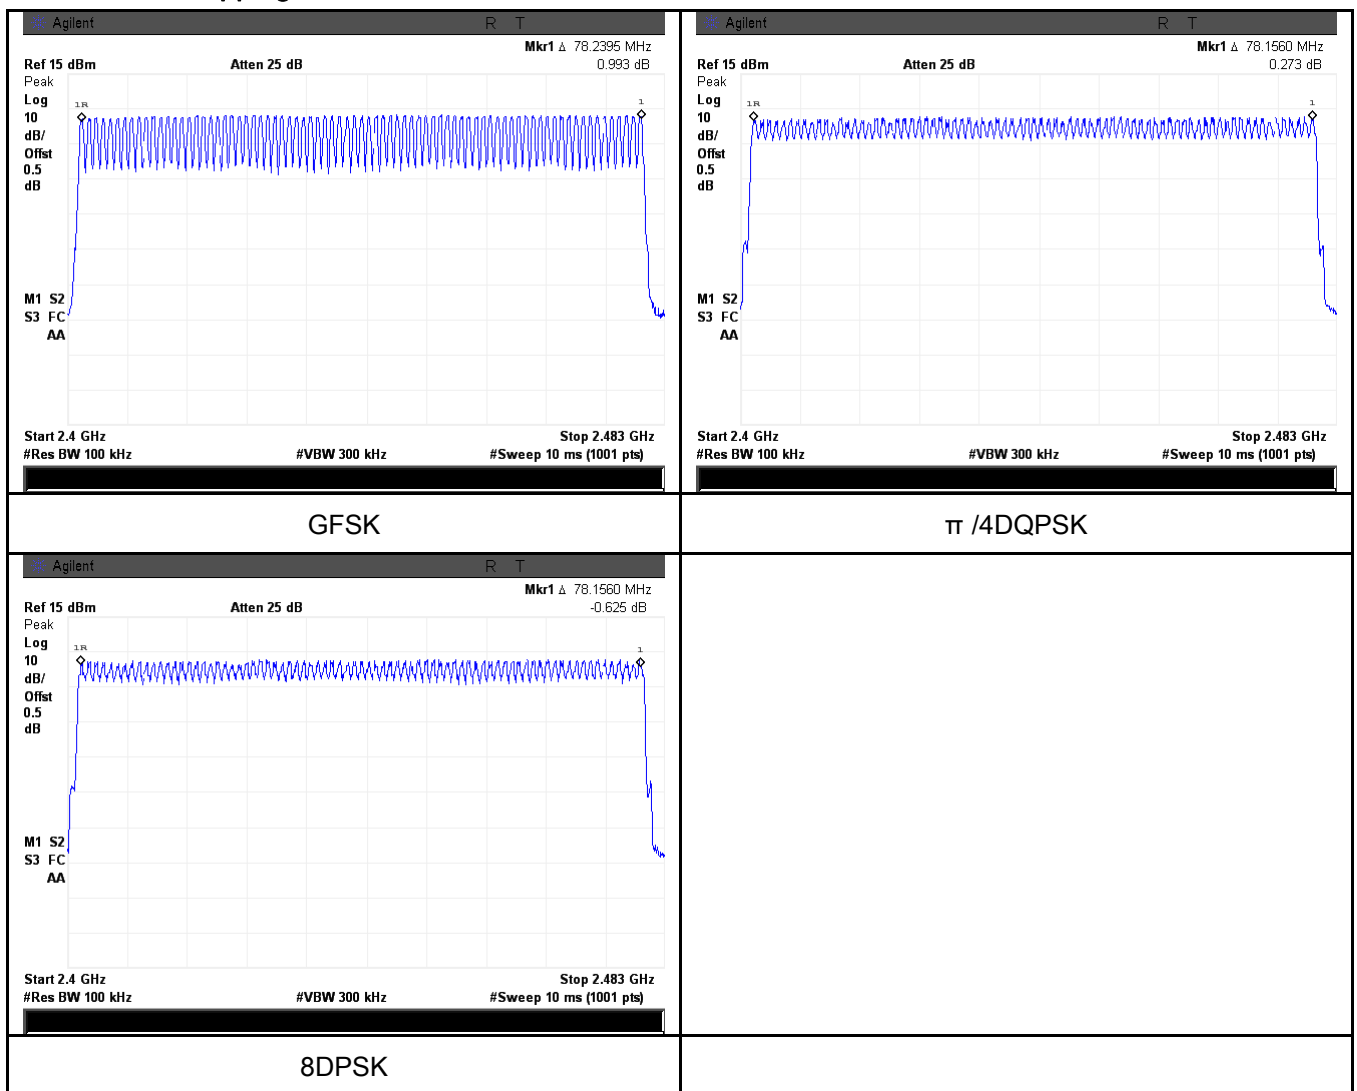 Agilent R T
Mkr1 Δ 78.2395 MHz
Ref 15 dBm Atten 25 dB 0.993 dB
Peak
Log
10
dB/
Offst
0.5
dB
1R
1
M1 S2
S3 FC
AA
Start 2.4 GHz Stop 2.483 GHz
#Res BW 100 kHz #VBW 300 kHz #Sweep 10 ms (1001 pts)
Agilent R T
Mkr1 Δ 78.1560 MHz
Ref 15 dBm Atten 25 dB 0.273 dB
Peak
Log
10
dB/
Offst
0.5
dB
1R
1
M1 S2
S3 FC
AA
Start 2.4 GHz Stop 2.483 GHz
#Res BW 100 kHz #VBW 300 kHz #Sweep 10 ms (1001 pts)
GFSK
π /4DQPSK
Agilent R T
Mkr1 Δ 78.1560 MHz
Ref 15 dBm Atten 25 dB -0.625 dB
Peak
Log
10
dB/
Offst
0.5
dB
1R
1
M1 S2
S3 FC
AA
Start 2.4 GHz Stop 2.483 GHz
#Res BW 100 kHz #VBW 300 kHz #Sweep 10 ms (1001 pts)
8DPSK